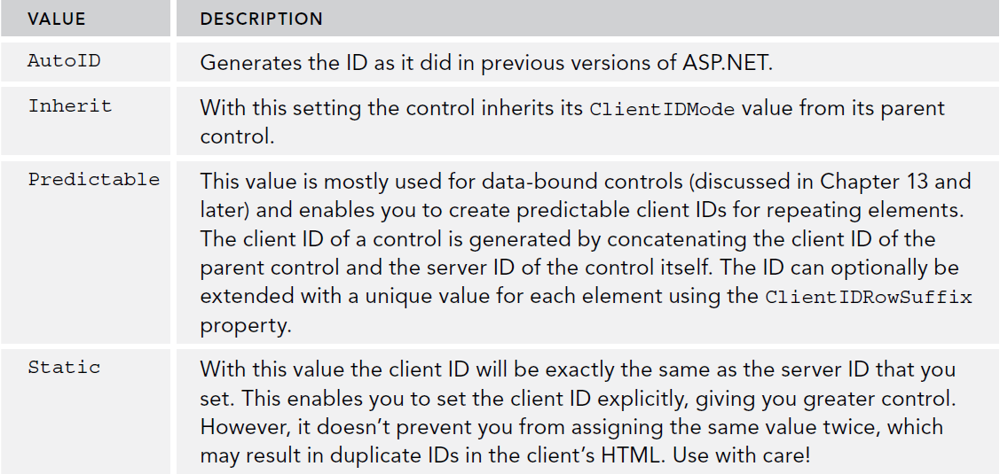 VALUE DESCRIPTION
AutoID Generates the ID as it did in previous versions of ASP.NET.
Inherit With this setting the control inherits its ClientIDMode value from its parent
control.
Predictable This value is mostly used for data-bound controls (discussed in Chapter 13 and
later) and enables you to create predictable client IDs for repeating elements.
The client ID of a control is generated by concatenating the client ID of the
parent control and the server ID of the control itself. The ID can optionally be
extended with a unique value for each element using the ClientIDRowSuffix
property.
Static With this value the client ID will be exactly the same as the server ID that you
set. This enables you to set the client ID explicitly, giving you greater control.
However, it doesn’t prevent you from assigning the same value twice, which
may result in duplicate IDs in the client’s HTML. Use with care!